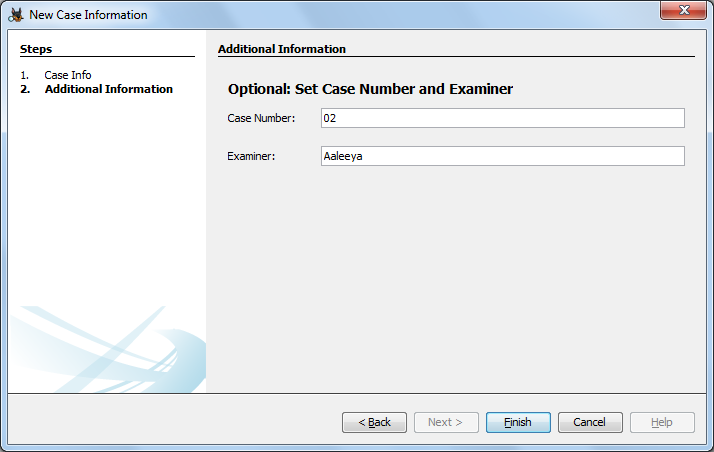 New Case Information
Steps
1. Case Info
2. Additional Information
Additional Information
Optional: Set Case Number and Examiner
Case Number: 02
Examiner: Aaleeya
< Back Next > Finish Cancel Help